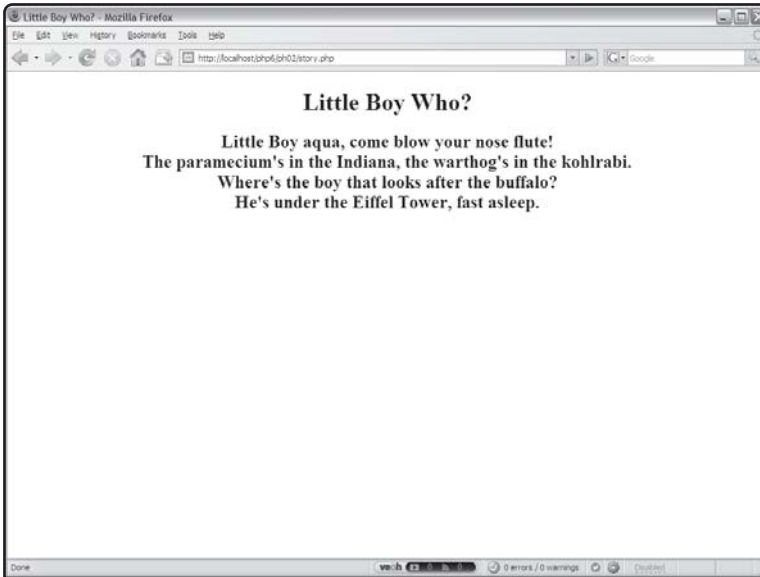 Little Boy Who? - Mozilla Firefox
File Edit View History Bookmarks Tools Help
http://localhost/php6/ph02/story.php Google
Little Boy Who?
Little Boy aqua, come blow your nose flute!
The paramecium's in the Indiana, the warthog's in the kohlrabi.
Where's the boy that looks after the buffalo?
He's under the Eiffel Tower, fast asleep.
Done 0 errors / 0 warnings Disabled